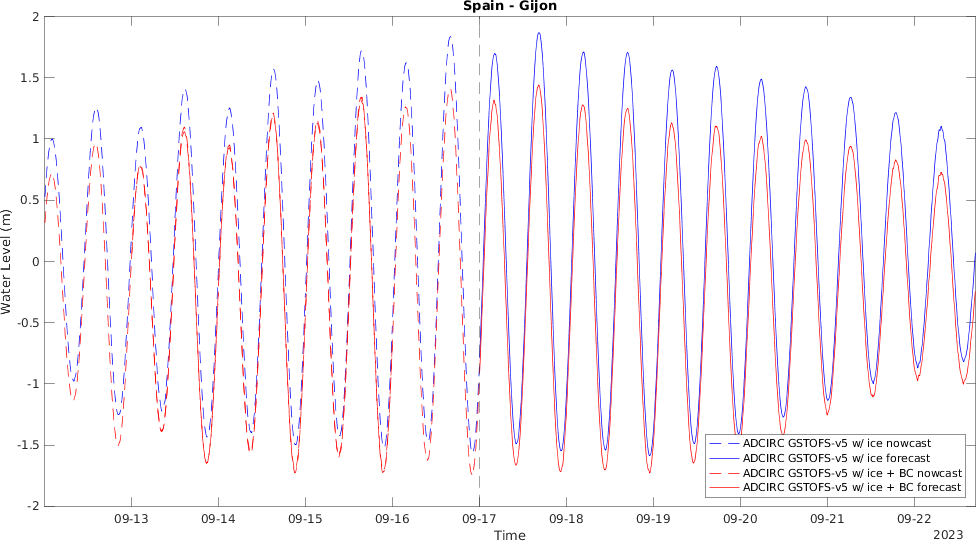 Spain - Gijon
2
1.5
1
0.5
0
-0.5
-1
-1.5
-2
Water Level (m)
ADCIRC GSTOFS-v5 w/ ice nowcast
ADCIRC GSTOFS-v5 w/ ice forecast
ADCIRC GSTOFS-v5 w/ ice + BC nowcast
ADCIRC GSTOFS-v5 w/ ice + BC forecast
09-13 09-14 09-15 09-16 09-17 09-18 09-19 09-20 09-21 09-22
Time
2023